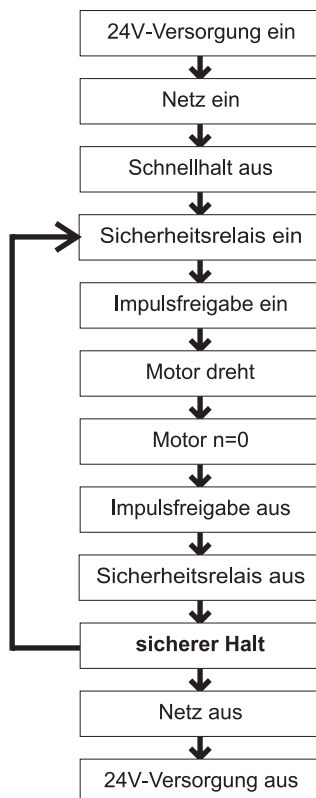 24V-Versorgung ein
Netz ein
Schnellhalt aus
Sicherheitsrelais ein
Impulsfreigabe ein
Motor dreht
Motor n=0
Impulsfreigabe aus
Sicherheitsrelais aus
sicherer Halt
Netz aus
24V-Versorgung aus